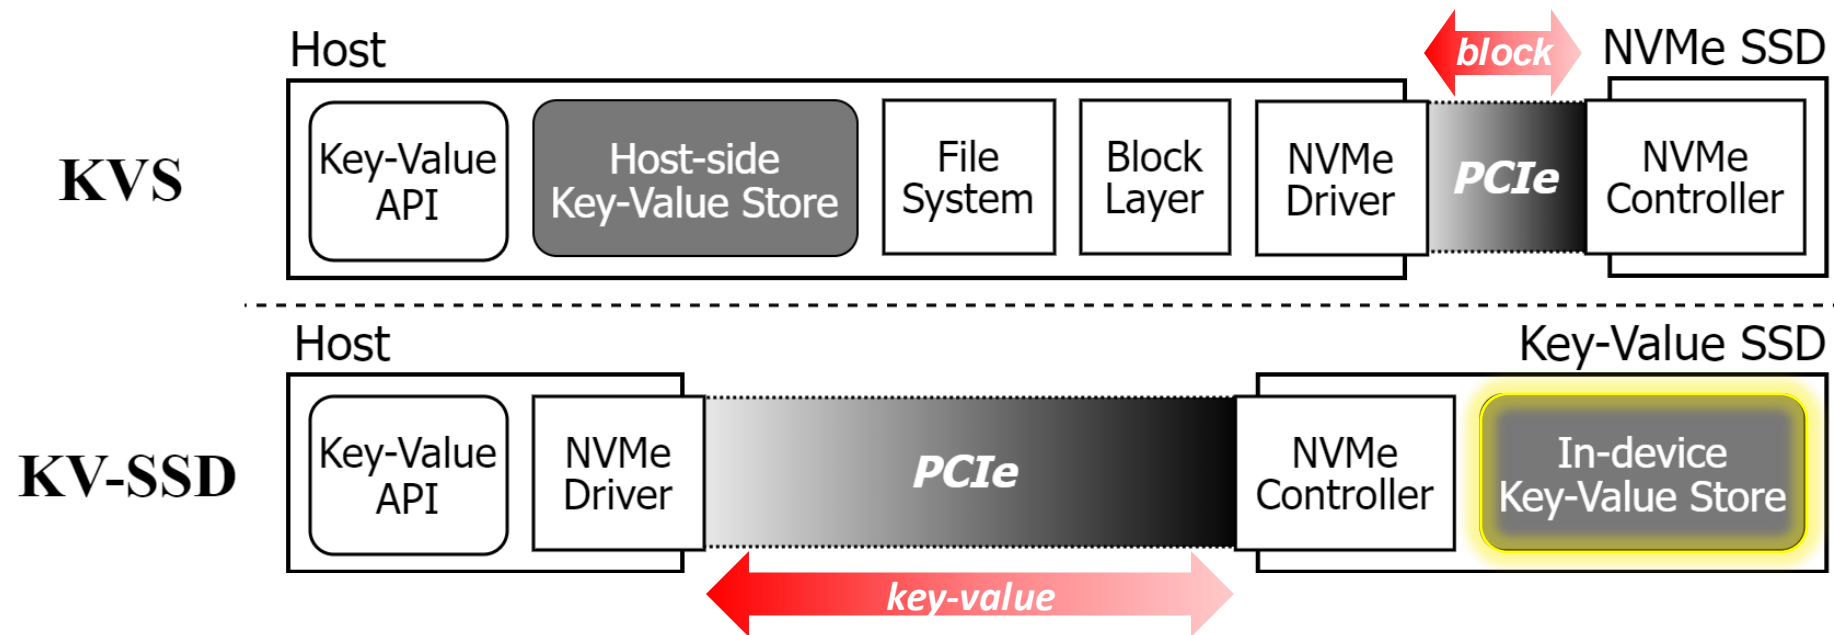 Host
block
NVMe SSD
KVS
Key-Value
API
Host-side
Key-Value Store
File
System
Block
Layer
NVMe
Driver
PCIe
NVMe
Controller
Host
Key-Value SSD
KV-SSD
Key-Value
API
NVMe
Driver
PCIe
NVMe
Controller
In-device
Key-Value Store
key-value